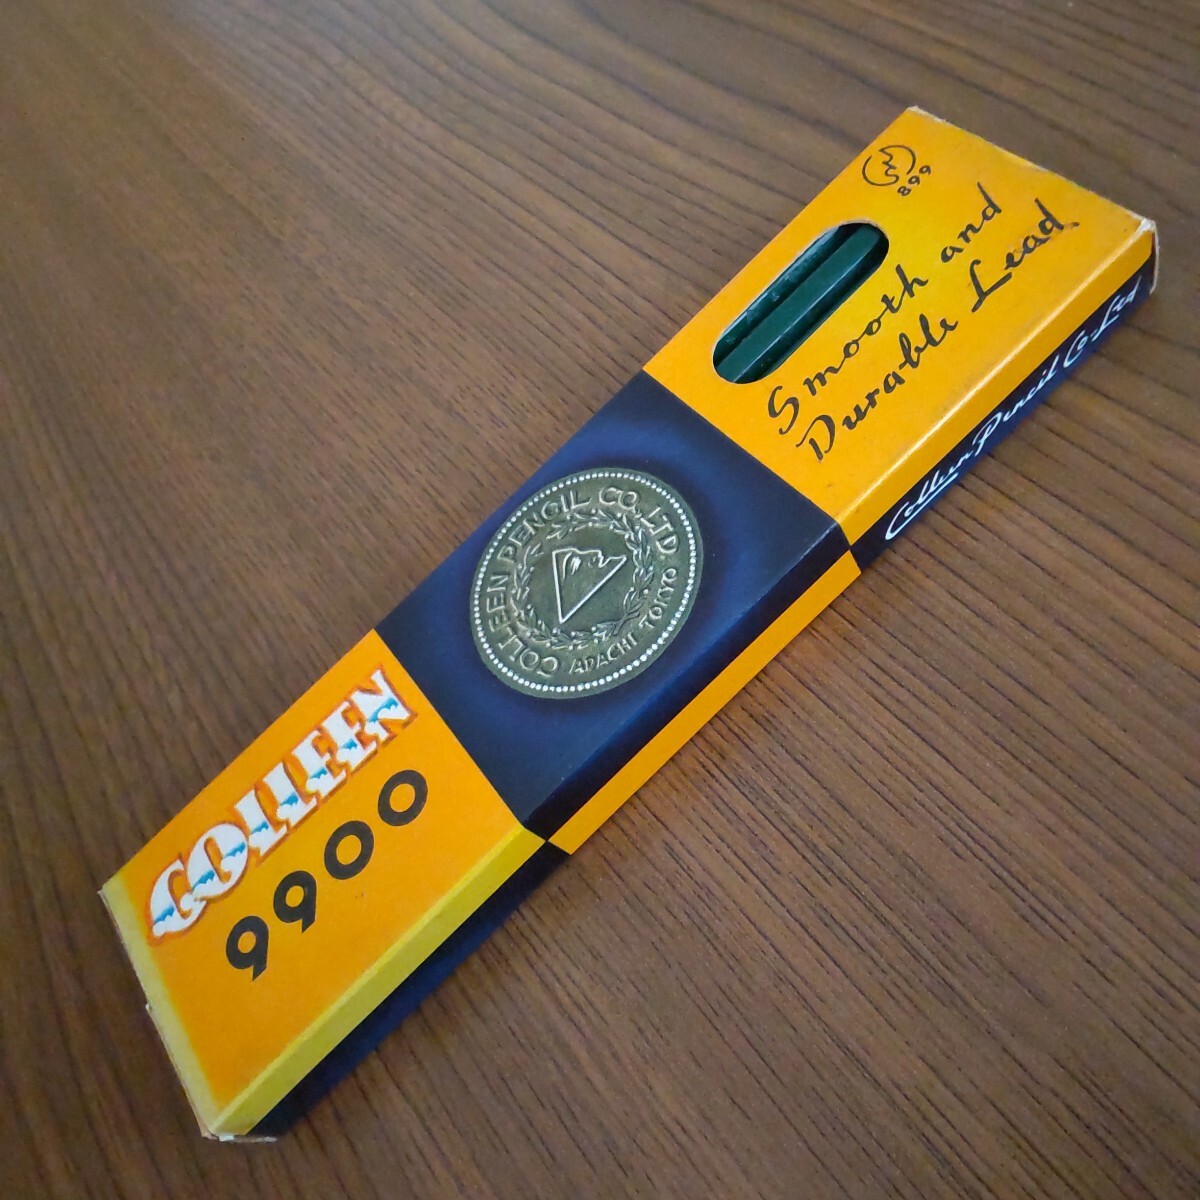 899
Smooth and
Durable Lead
COLLEEN PENCIL CO., LTD.
ADACHI TOKYO
COLLEEN
9900
Colleen Pencil Co-Ltd